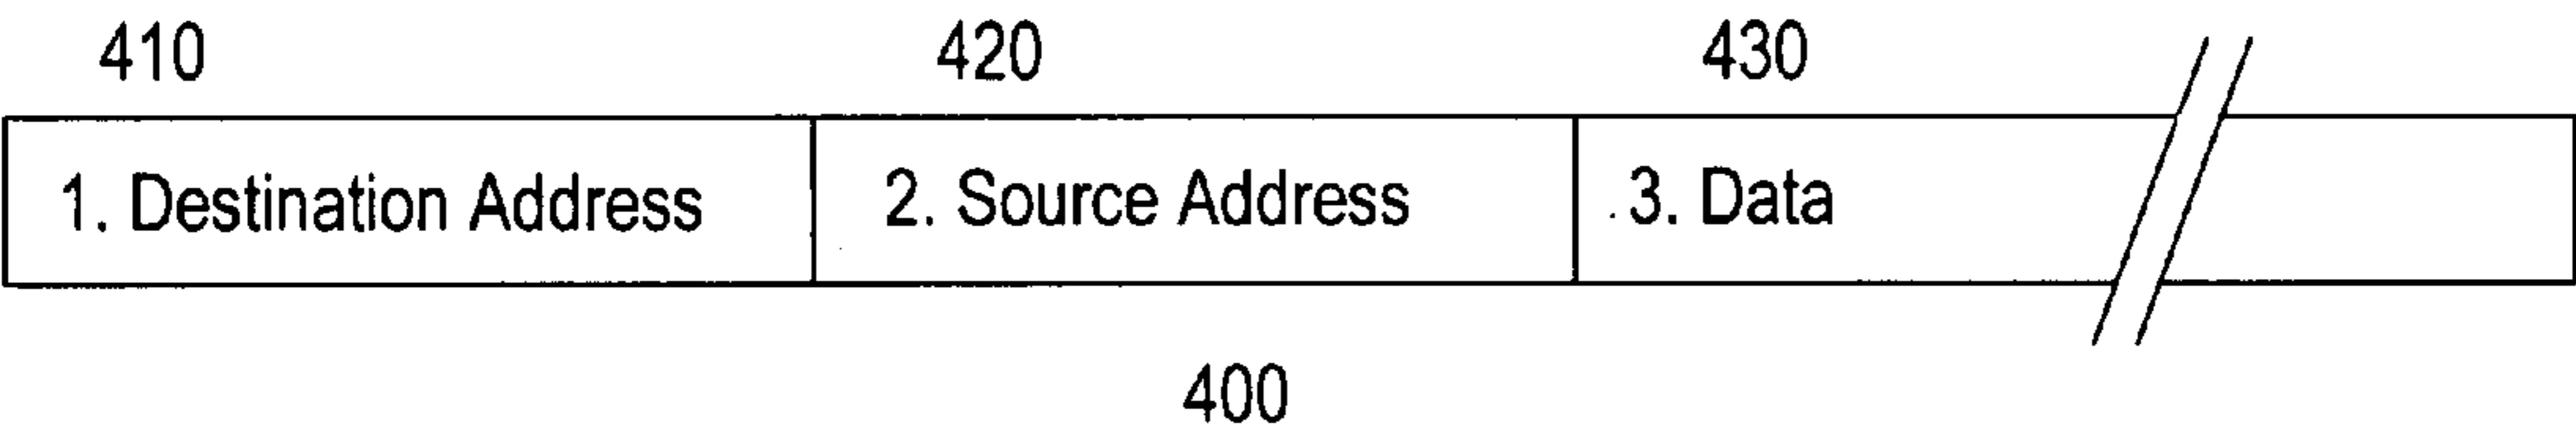 410 420 430
1. Destination Address 2. Source Address 3. Data
400